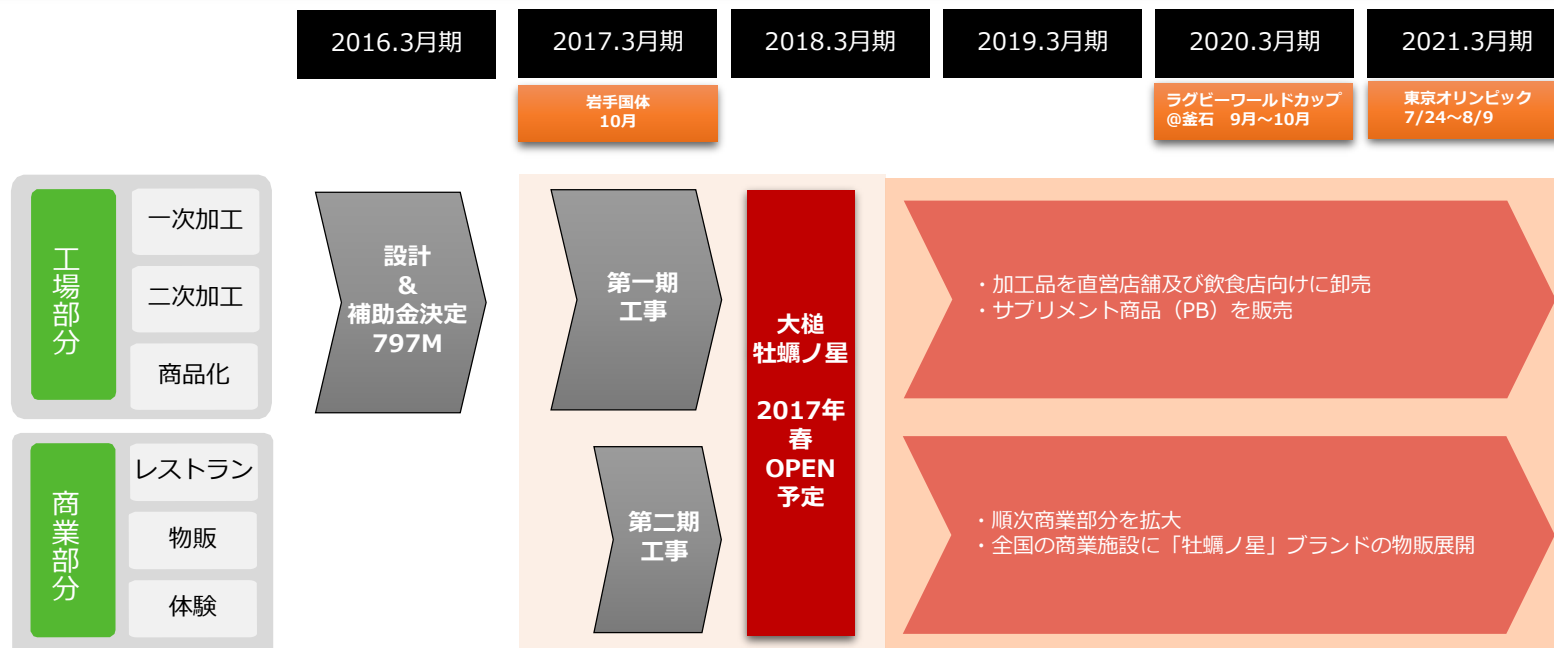 2016.3月期
2017.3月期
2018.3月期
2019.3月期
2020.3月期
2021.3月期
岩手国体
10月
ラグビーワールドカップ
@釜石 9月～10月
東京オリンピック
7/24～8/9
工場部分
一次加工
二次加工
商品化
設計
&
補助金決定
797M
第一期
工事
大槌
牡蠣ノ星
2017年
春
OPEN
予定
・加工品を直営店舗及び飲食店向けに卸売
・サプリメント商品（PB）を販売
商業部分
レストラン
物販
体験
第二期
工事
・順次商業部分を拡大
・全国の商業施設に「牡蠣ノ星」ブランドの物販展開